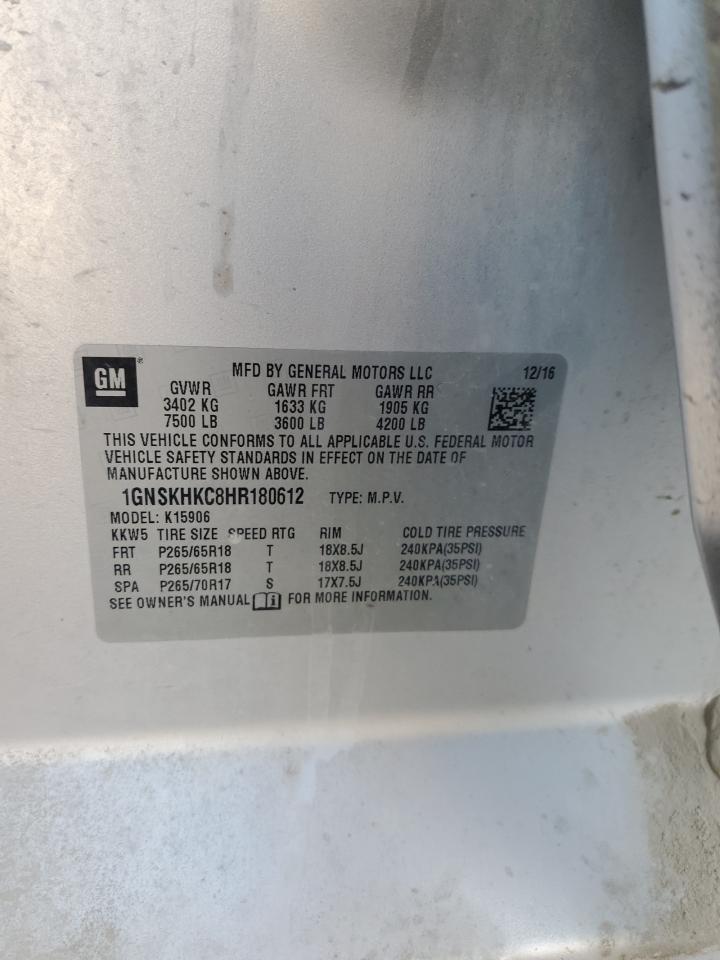 GM ® MFD BY GENERAL MOTORS LLC 12/16
GVWR GAWR FRT GAWR RR
3402 KG 1633 KG 1905 KG
7500 LB 3600 LB 4200 LB
THIS VEHICLE CONFORMS TO ALL APPLICABLE U.S. FEDERAL MOTOR
VEHICLE SAFETY STANDARDS IN EFFECT ON THE DATE OF
MANUFACTURE SHOWN ABOVE.
1GNSKHKC8HR180612 TYPE: M.P.V.
MODEL: K15906
KKW5 TIRE SIZE SPEED RTG RIM COLD TIRE PRESSURE
FRT P265/65R18 T 18X8.5J 240KPA(35PSI)
RR P265/65R18 T 18X8.5J 240KPA(35PSI)
SPA P265/70R17 S 17X7.5J 240KPA(35PSI)
SEE OWNER'S MANUAL i FOR MORE INFORMATION.